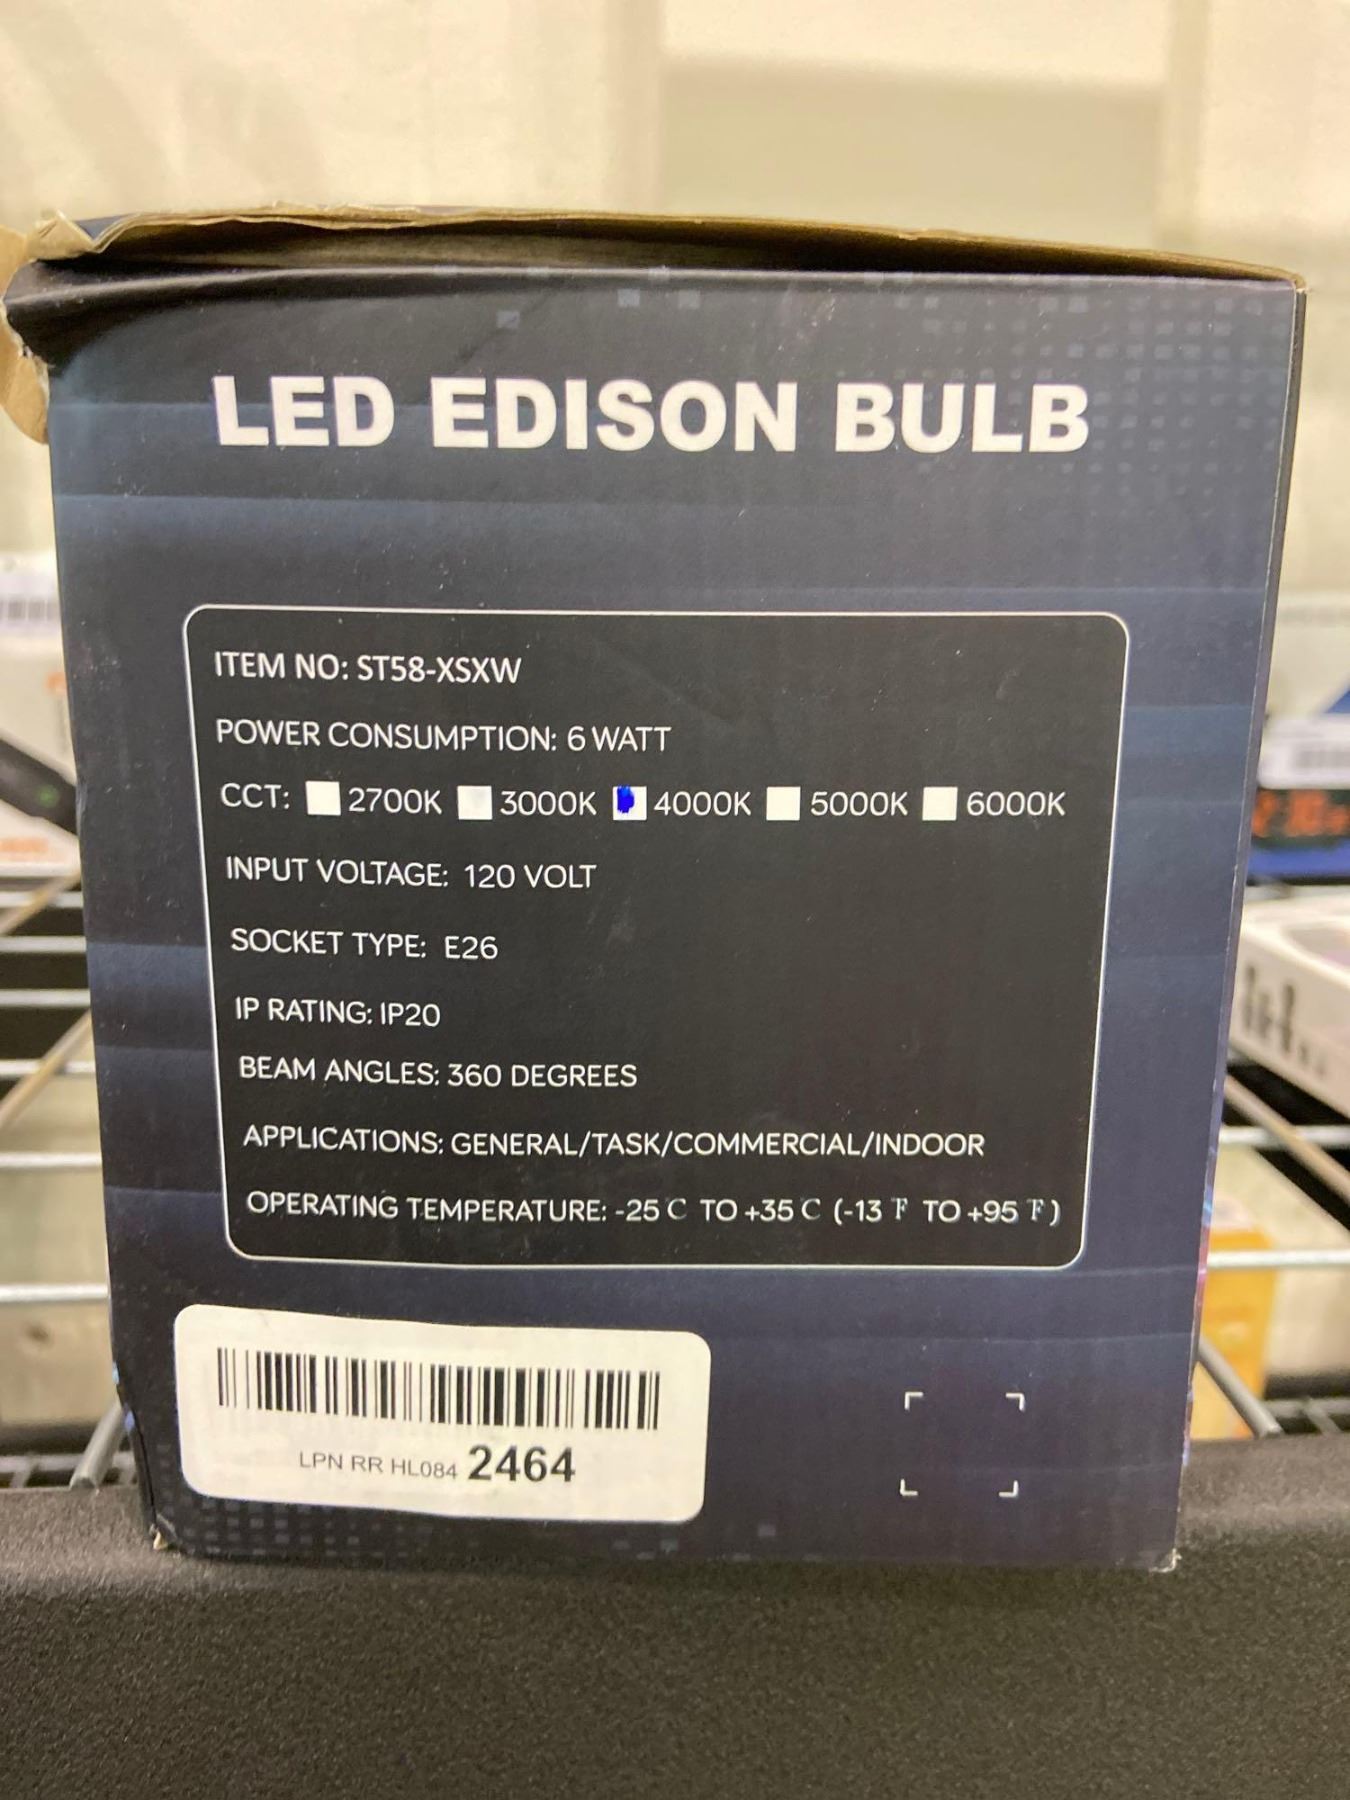 LED EDISON BULB
ITEM NO: ST58-XSXW
POWER CONSUMPTION: 6 WATT
CCT: 2700K 3000K 4000K 5000K 6000K
INPUT VOLTAGE: 120 VOLT
SOCKET TYPE: E26
IP RATING: IP20
BEAM ANGLES: 360 DEGREES
APPLICATIONS: GENERAL/TASK/COMMERCIAL/INDOOR
OPERATING TEMPERATURE: -25℃ TO +35℃ (-13℉ TO +95℉)
LPN RR HL084 2464